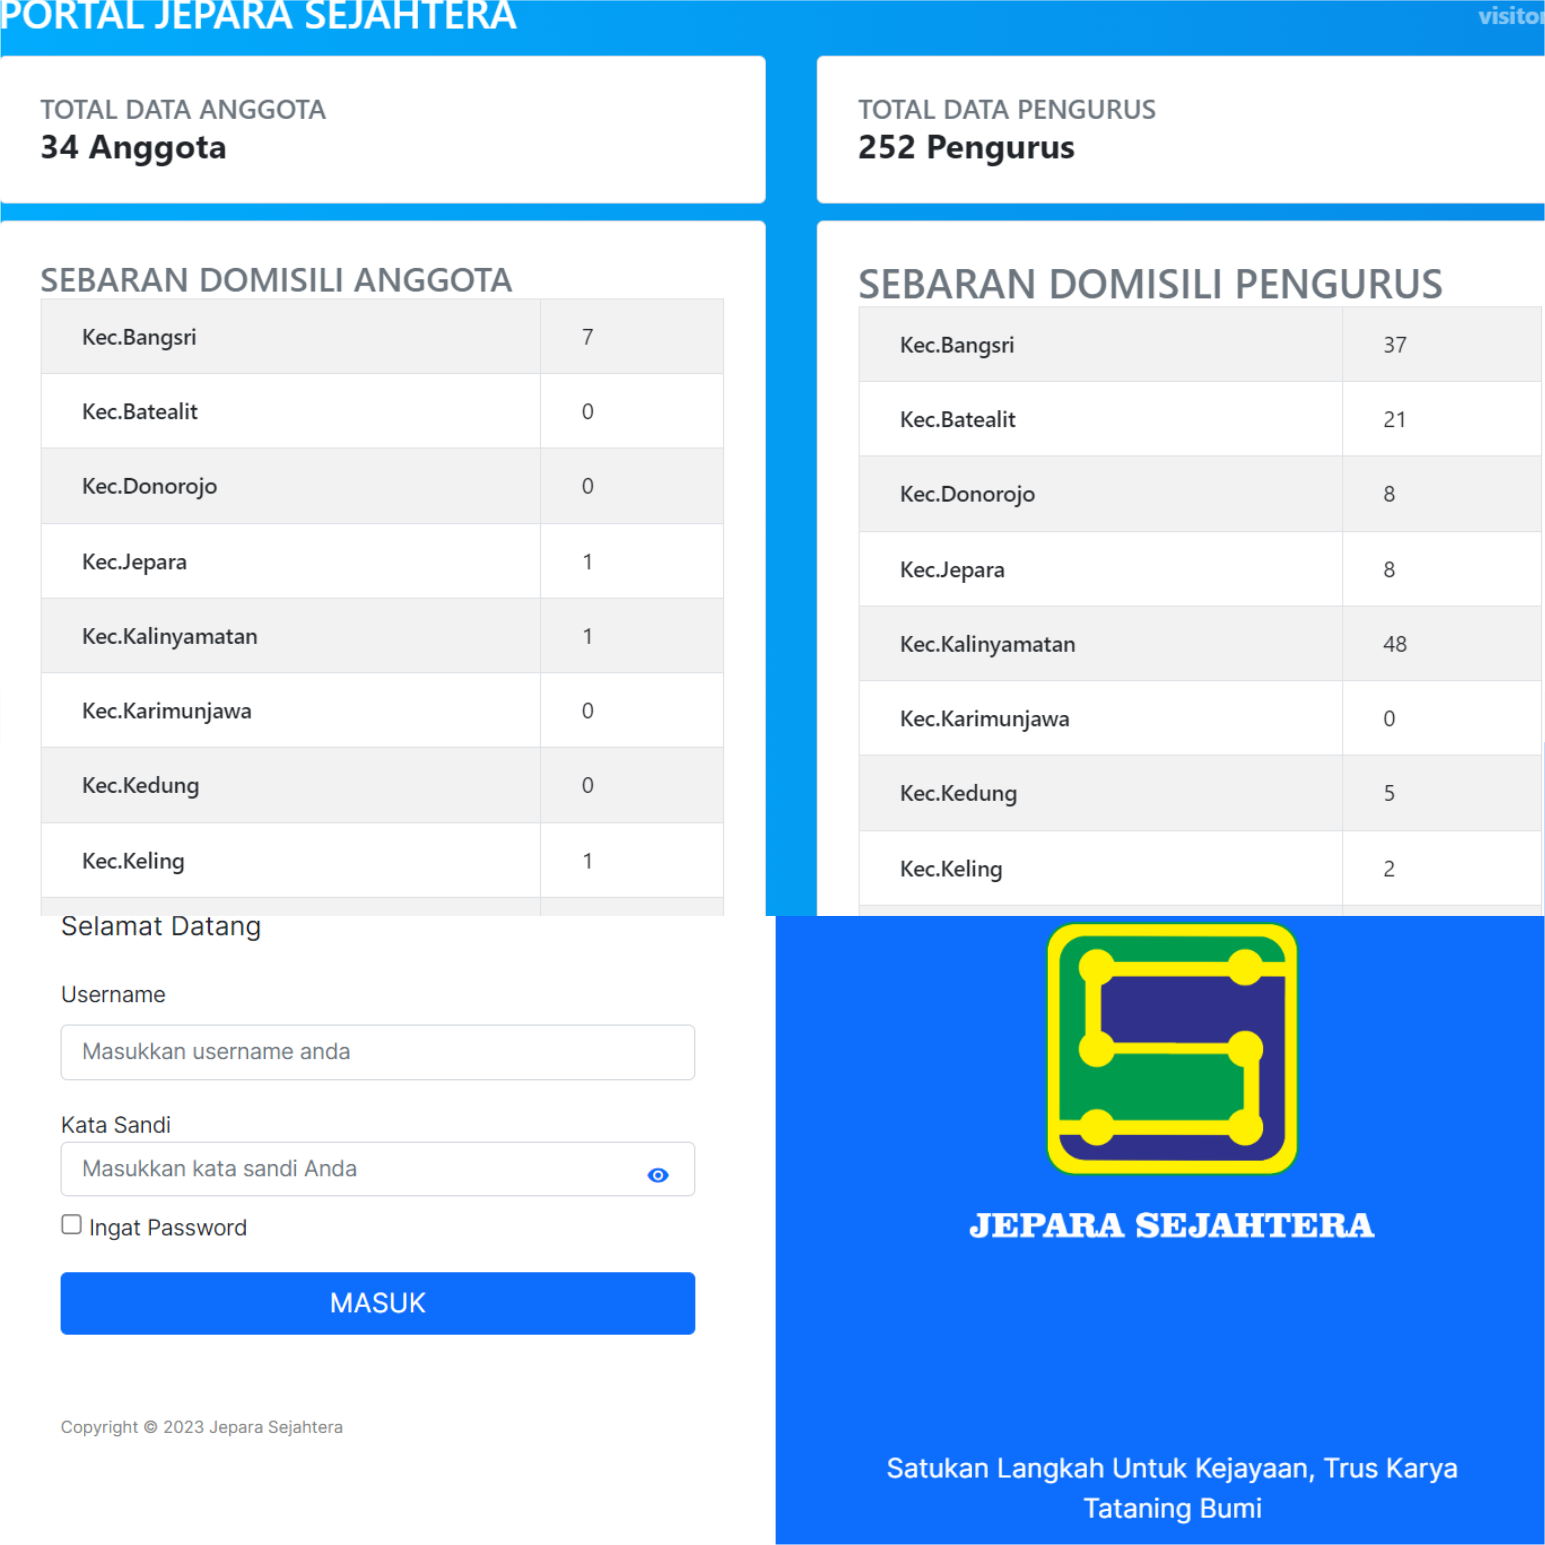 PORTAL JEPARA SEJAHTERA
TOTAL DATA ANGGOTA
34 Anggota
TOTAL DATA PENGURUS
252 Pengurus
SEBARAN DOMISILI ANGGOTA
Kec.Bangsri 7
Kec.Batealit 0
Kec.Donorojo 0
Kec.Jepara 1
Kec.Kalinyamatan 1
Kec.Karimunjawa 0
Kec.Kedung 0
Kec.Keling 1
SEBARAN DOMISILI PENGURUS
Kec.Bangsri 37
Kec.Batealit 21
Kec.Donorojo 8
Kec.Jepara 8
Kec.Kalinyamatan 48
Kec.Karimunjawa 0
Kec.Kedung 5
Kec.Keling 2
Selamat Datang
Username
Masukkan username anda
Kata Sandi
Masukkan kata sandi Anda
Ingat Password
MASUK
Copyright © 2023 Jepara Sejahtera
JEPARA SEJAHTERA
Satukan Langkah Untuk Kejayaan, Trus Karya
Tataning Bumi